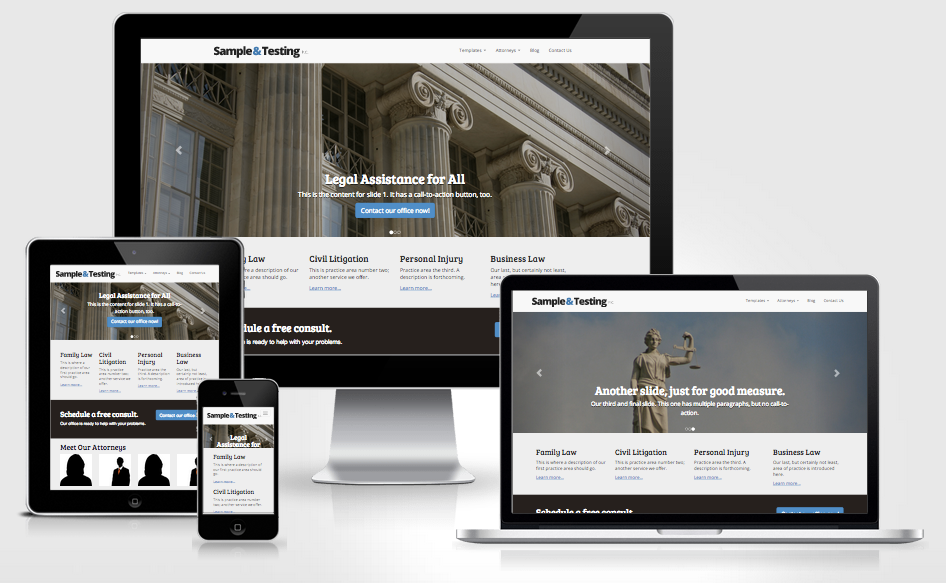 Sample&Testing P.C.
Templates Attorneys Blog Contact Us
Legal Assistance for All
This is the content for slide 1. It has a call-to-action button, too.
Contact our office now!
y Law
re a description of our
ce area should go.
Civil Litigation
This is practice area number two;
another service we offer.
Learn more...
Personal Injury
Practice area the third. A
description is forthcoming.
Learn more...
Business Law
Our last, but certainly not least,
area
here.
Learn
dule a free consult.
is ready to help with your problems.
Sample&Testing
Templates Attorneys Blog Contact Us
Legal Assistance for All
This is the content for slide 1. It has a call-to-
action button, too.
Contact our office now!
Family Law
This is where a
description of our first
practice area should
go.
Learn more...
Civil
Litigation
This is practice area
number two; another
service we offer.
Learn more...
Personal
Injury
Practice area the
third. A description
is forthcoming.
Learn more...
Business
Law
Our last, but
certainly not least,
area of practice is
introduced here.
Learn more...
Schedule a free consult.
Our office is ready to help with your problems.
Contact our office
Meet Our Attorneys
Sample&Testing
Legal
Assistance for
Family Law
This is where a description of
our first practice area should
go.
Learn more...
Civil Litigation
This is practice area number
two; another service we offer.
Learn more...
Sample&Testing P.C.
Templates Attorneys Blog Contact Us
Another slide, just for good measure.
Our third and final slide. This one has multiple paragraphs, but no call-to-
action.
Family Law
This is where a description of our
first practice area should go.
Learn more...
Civil Litigation
This is practice area number two;
another service we offer.
Learn more...
Personal Injury
Practice area the third. A
description is forthcoming.
Learn more...
Business Law
Our last, but certainly not least,
area of practice is introduced
here.
Learn more...
Schedule a free consult.